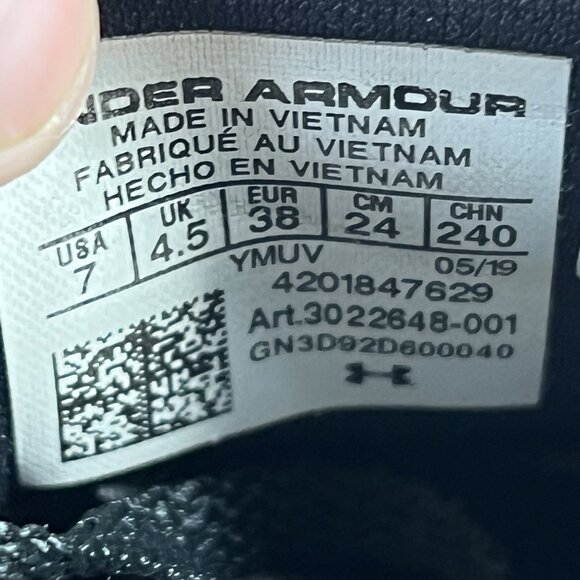 NDER ARMOUR
MADE IN VIETNAM
FABRIQUÉ AU VIETNAM
HECHO EN VIETNAM
USA UK EUR CM CHN
7 4.5 38 24 240
YMUV 05/19
4201847629
Art.3022648-001
GN3D92D600040